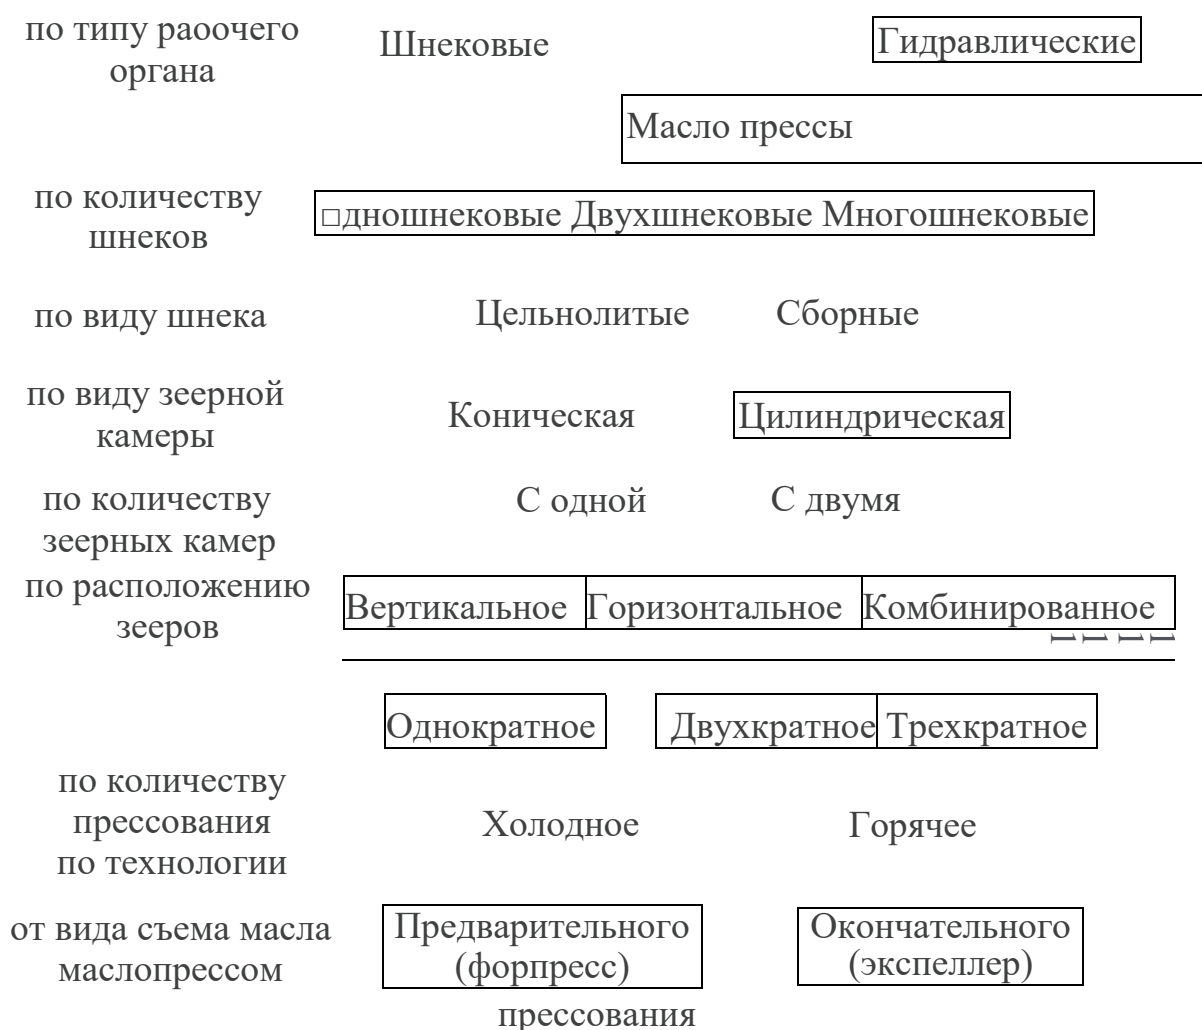 по типу раоочего
органа
Шнековые
Гидравлические
Масло прессы
по количеству
шнеков
□дношнековые Двухшнековые Многошнековые
по виду шнека
Цельнолитые
Сборные
по виду зеерной
камеры
Коническая
Цилиндрическая
по количеству
зеерных камер
С одной
С двумя
по расположению
зееров
Вертикальное
Горизонтальное
Комбинированное
Однократное
Двухкратное
Трехкратное
по количеству
прессования
по технологии
Холодное
Горячее
от вида съема масла
маслопрессом
Предварительного
(форпресс)
Окончательного
(экспеллер)
прессования